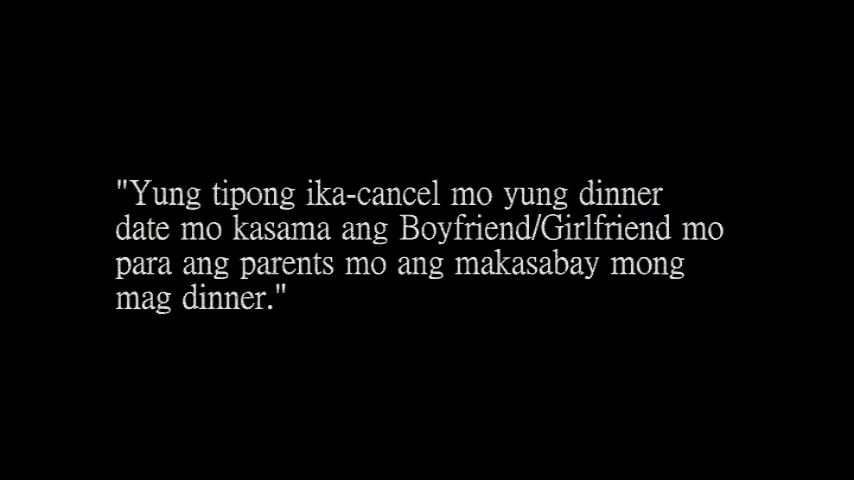 "Yung tipong ika-cancel mo yung dinner
date mo kasama ang Boyfriend/Girlfriend mo
para ang parents mo ang makasabay mong
mag dinner."